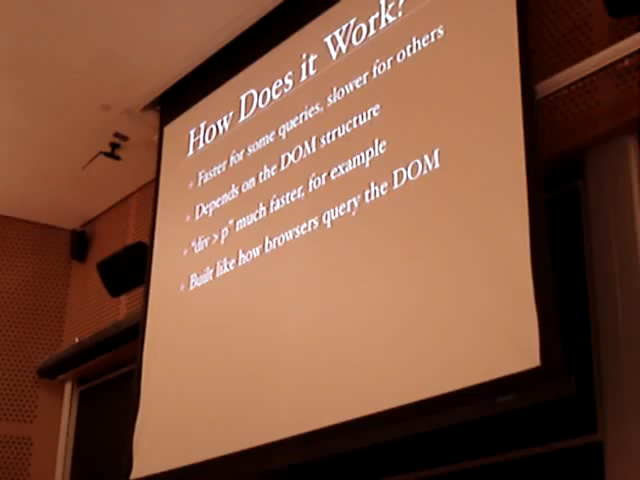 How Does it Work?
• Faster for some queries, slower for others
• Depends on the DOM structure
• "div > p" much faster, for example
• Built like how browsers query the DOM